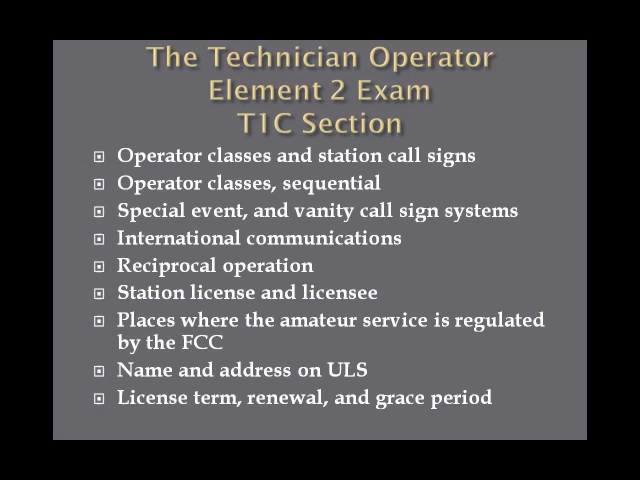 The Technician Operator
Element 2 Exam
T1C Section
Operator classes and station call signs
Operator classes, sequential
Special event, and vanity call sign systems
International communications
Reciprocal operation
Station license and licensee
Places where the amateur service is regulated
by the FCC
Name and address on ULS
License term, renewal, and grace period